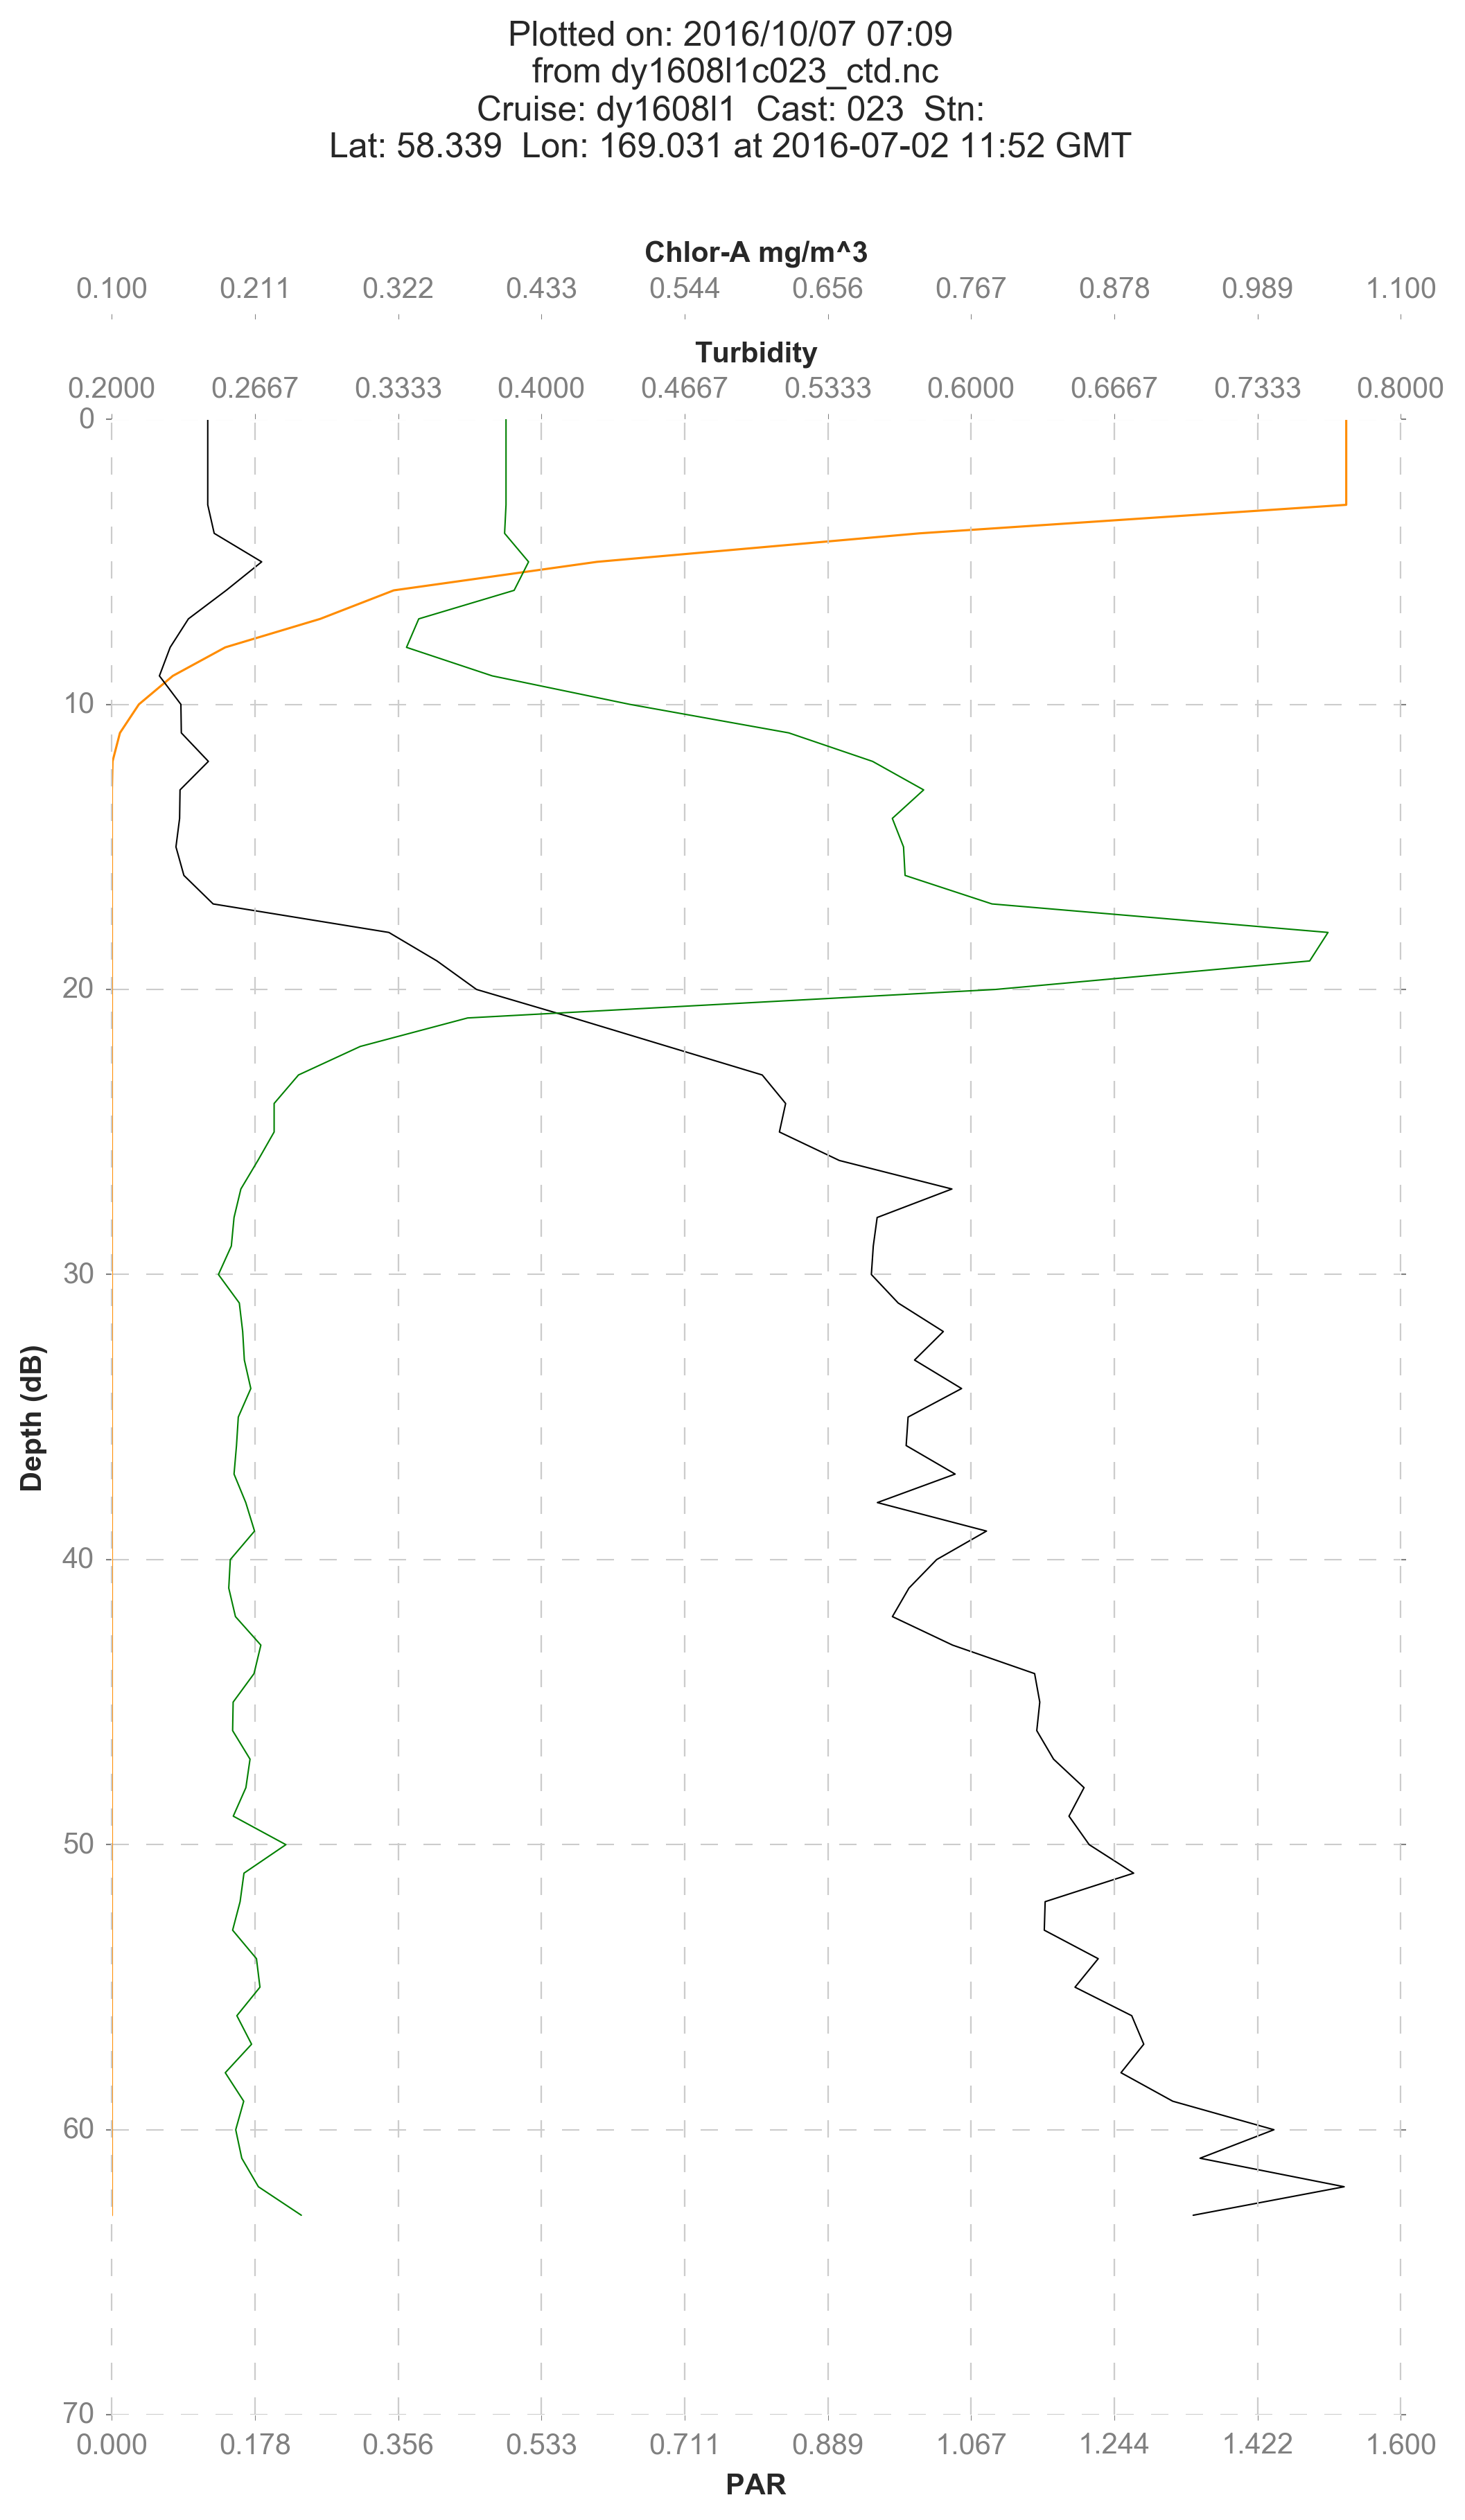 Plotted on: 2016/10/07 07:09
from dy1608l1c023_ctd.nc
Cruise: dy1608l1  Cast: 023  Stn:
Lat: 58.339  Lon: 169.031 at 2016-07-02 11:52 GMT
Chlor-A mg/m^3
0.100 0.211 0.322 0.433 0.544 0.656 0.767 0.878 0.989 1.100
Turbidity
0.2000 0.2667 0.3333 0.4000 0.4667 0.5333 0.6000 0.6667 0.7333 0.8000
0
10
20
30
Depth (dB)
40
50
60
70
0.000 0.178 0.356 0.533 0.711 0.889 1.067 1.244 1.422 1.600
PAR